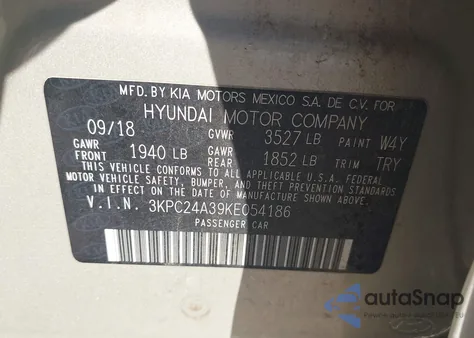 MFD. BY KIA MOTORS MEXICO S.A. DE C.V. FOR
HYUNDAI MOTOR COMPANY
09/18 GVWR 3527 LB PAINT W4Y
GAWR FRONT 1940 LB GAWR REAR 1852 LB TRIM TRY
THIS VEHICLE CONFORMS TO ALL APPLICABLE U.S.A. FEDERAL
MOTOR VEHICLE SAFETY, BUMPER, AND THEFT PREVENTION
STANDARDS IN EFFECT ON THE DATE OF MANUFACTURE SHOWN ABOVE.
V.I.N. 3KPC24A39KE054186
PASSENGER CAR
autoSnap